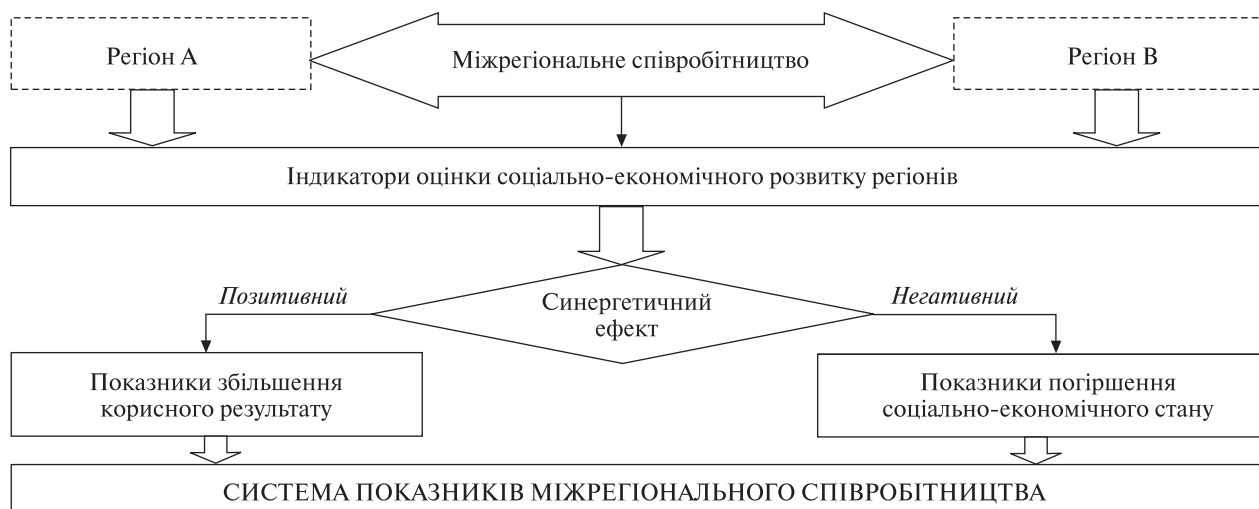 Регіон А
Міжрегіональне співробітництво
Регіон В
Індикатори оцінки соціально-економічного розвитку регіонів
Позитивний
Синергетичний
ефект
Негативний
Показники збільшення
корисного результату
Показники погіршення
соціально-економічного стану
СИСТЕМА ПОКАЗНИКІВ МІЖРЕГІОНАЛЬНОГО СПІВРОБІТНИЦТВА